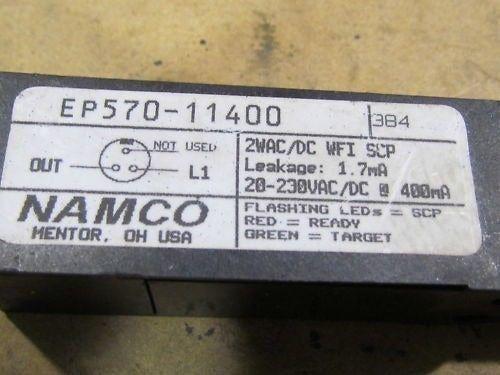 EP570-11400
384
NOT USED
OUT
L1
2WAC/DC WFI SCP
Leakage: 1.7mA
20-230VAC/DC @ 400mA
NAMCO
MENTOR, OH USA
FLASHING LEDs = SCP
RED = READY
GREEN = TARGET